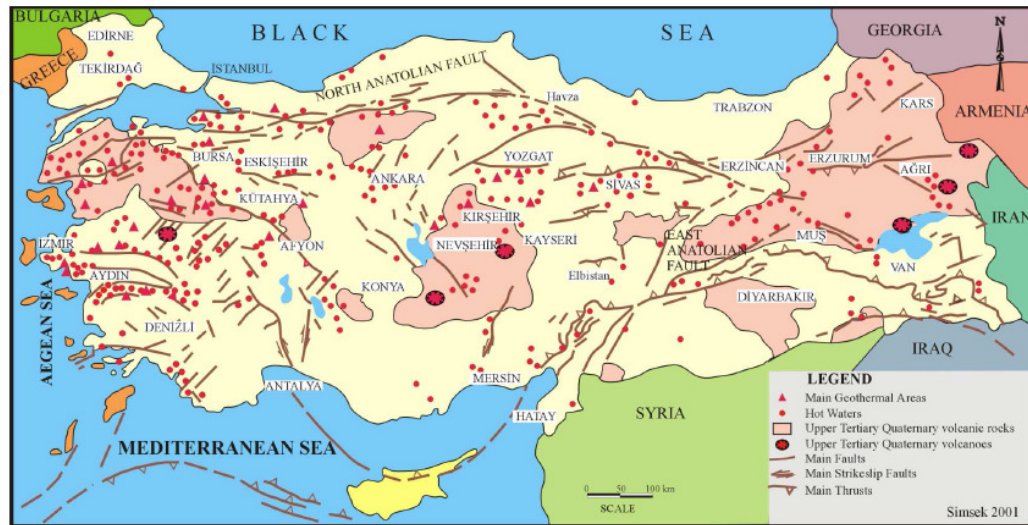 BULGARIA
EDİRNE
TEKİRDAĞ
GREECE
İSTANBUL
BLACK SEA
GEORGIA
N
NORTH ANATOLIAN FAULT
Havza
TRABZON
KARS
ARMENIA
BURSA
ESKİŞEHİR
ANKARA
YOZGAT
SİVAS
ERZİNCAN
ERZURUM
AĞRI
KÜTAHYA
KIRŞEHİR
İZMİR
AFYON
NEVŞEHİR
KAYSERİ
EAST
ANATOLIAN
FAULT
MUŞ
VAN
IRAN
AYDIN
KONYA
Elbistan
DİYARBAKIR
DENİZLİ
AEGEAN SEA
ANTALYA
MERSİN
HATAY
SYRIA
IRAQ
MEDITERRANEAN SEA
LEGEND
Main Geothermal Areas
Hot Waters
Upper Tertiary Quaternary volcanic rocks
Upper Tertiary Quaternary volcanoes
Main Faults
Main Strikeslip Faults
Main Thrusts
0 50 100 km
SCALE
Simsek 2001